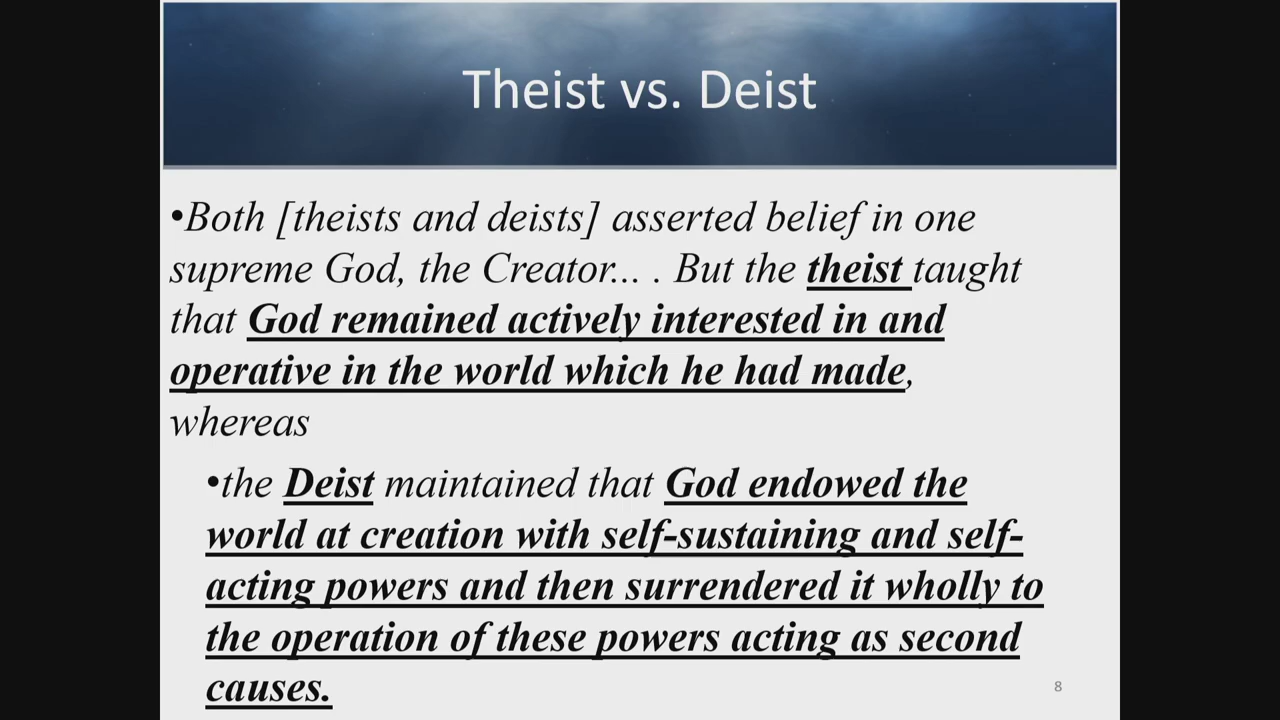 Theist vs. Deist
•Both [theists and deists] asserted belief in one
supreme God, the Creator... . But the theist taught
that God remained actively interested in and
operative in the world which he had made,
whereas
•the Deist maintained that God endowed the
world at creation with self-sustaining and self-
acting powers and then surrendered it wholly to
the operation of these powers acting as second
causes.
8